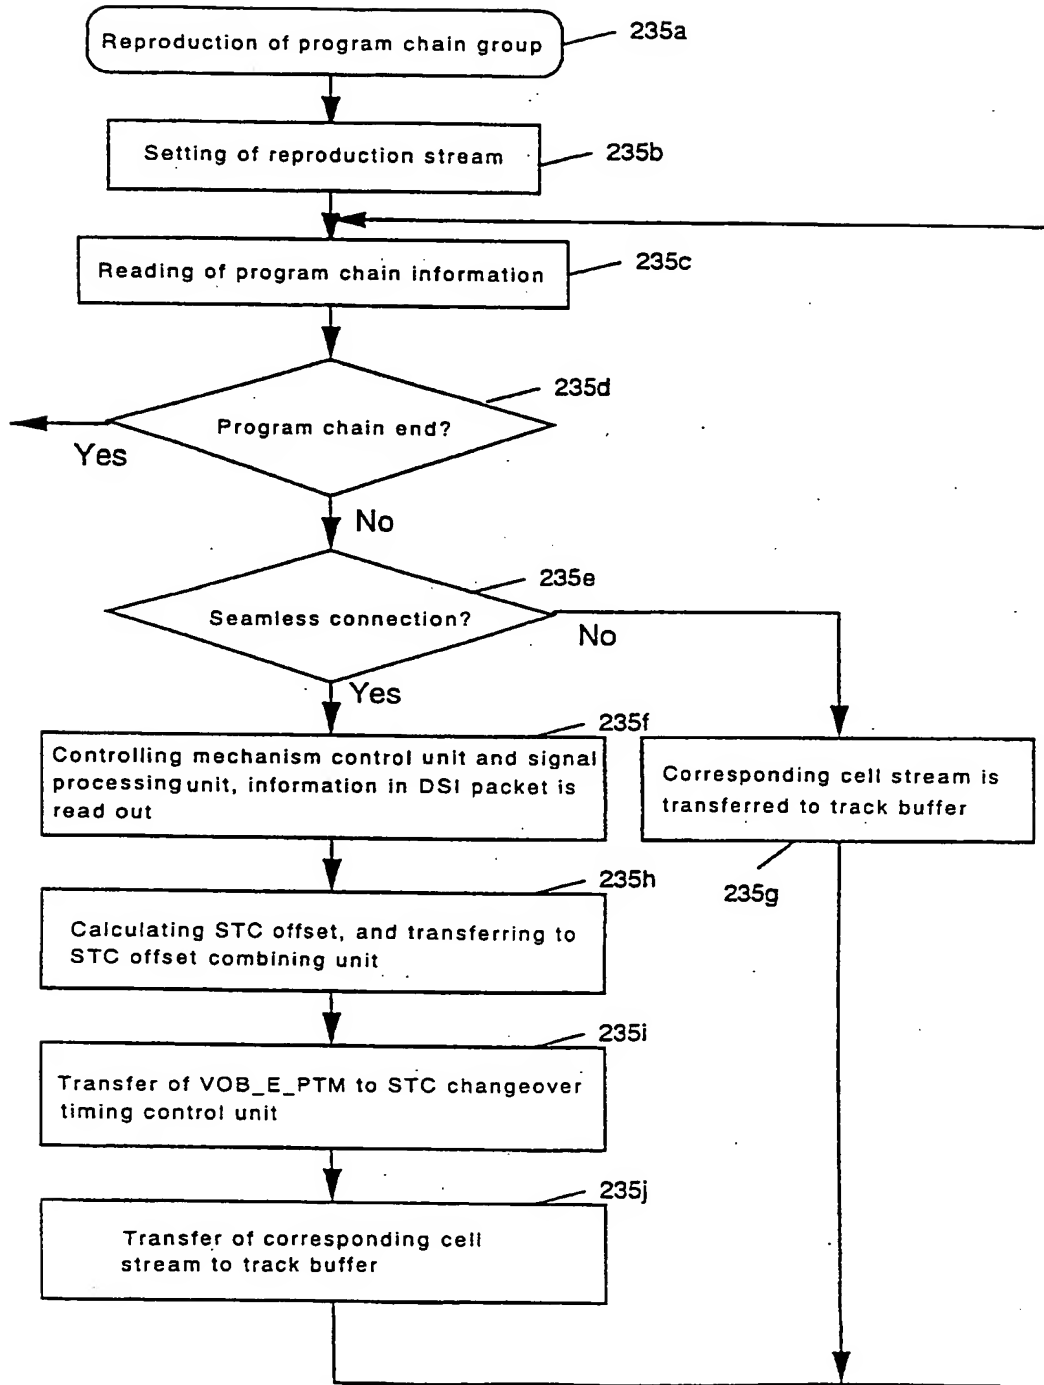 Reproduction of program chain group
235a
Setting of reproduction stream
235b
Reading of program chain information
235c
Program chain end?
235d
Yes
No
Seamless connection?
235e
No
Yes
235f
Controlling mechanism control unit and signal
processing unit, information in DSI packet is
read out
Corresponding cell stream is
transferred to track buffer
235g
235h
Calculating STC offset, and transferring to
STC offset combining unit
235i
Transfer of VOB_E_PTM to STC changeover
timing control unit
235j
Transfer of corresponding cell
stream to track buffer